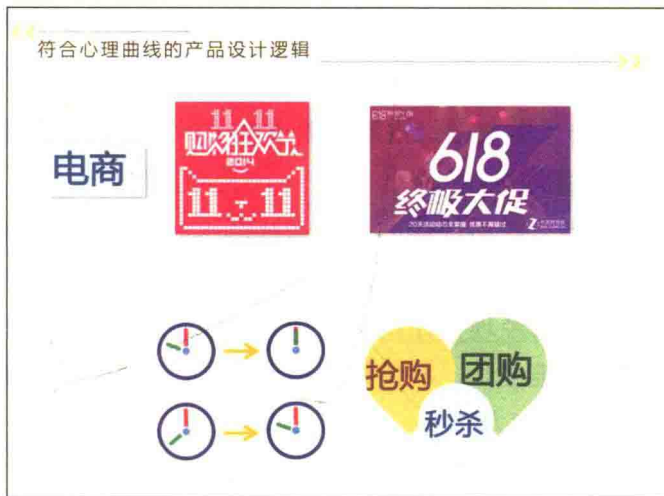 符合心理曲线的产品设计逻辑
电商
11 11
购物狂欢节
2014
11 11
618
终极大促
抢购
团购
秒杀